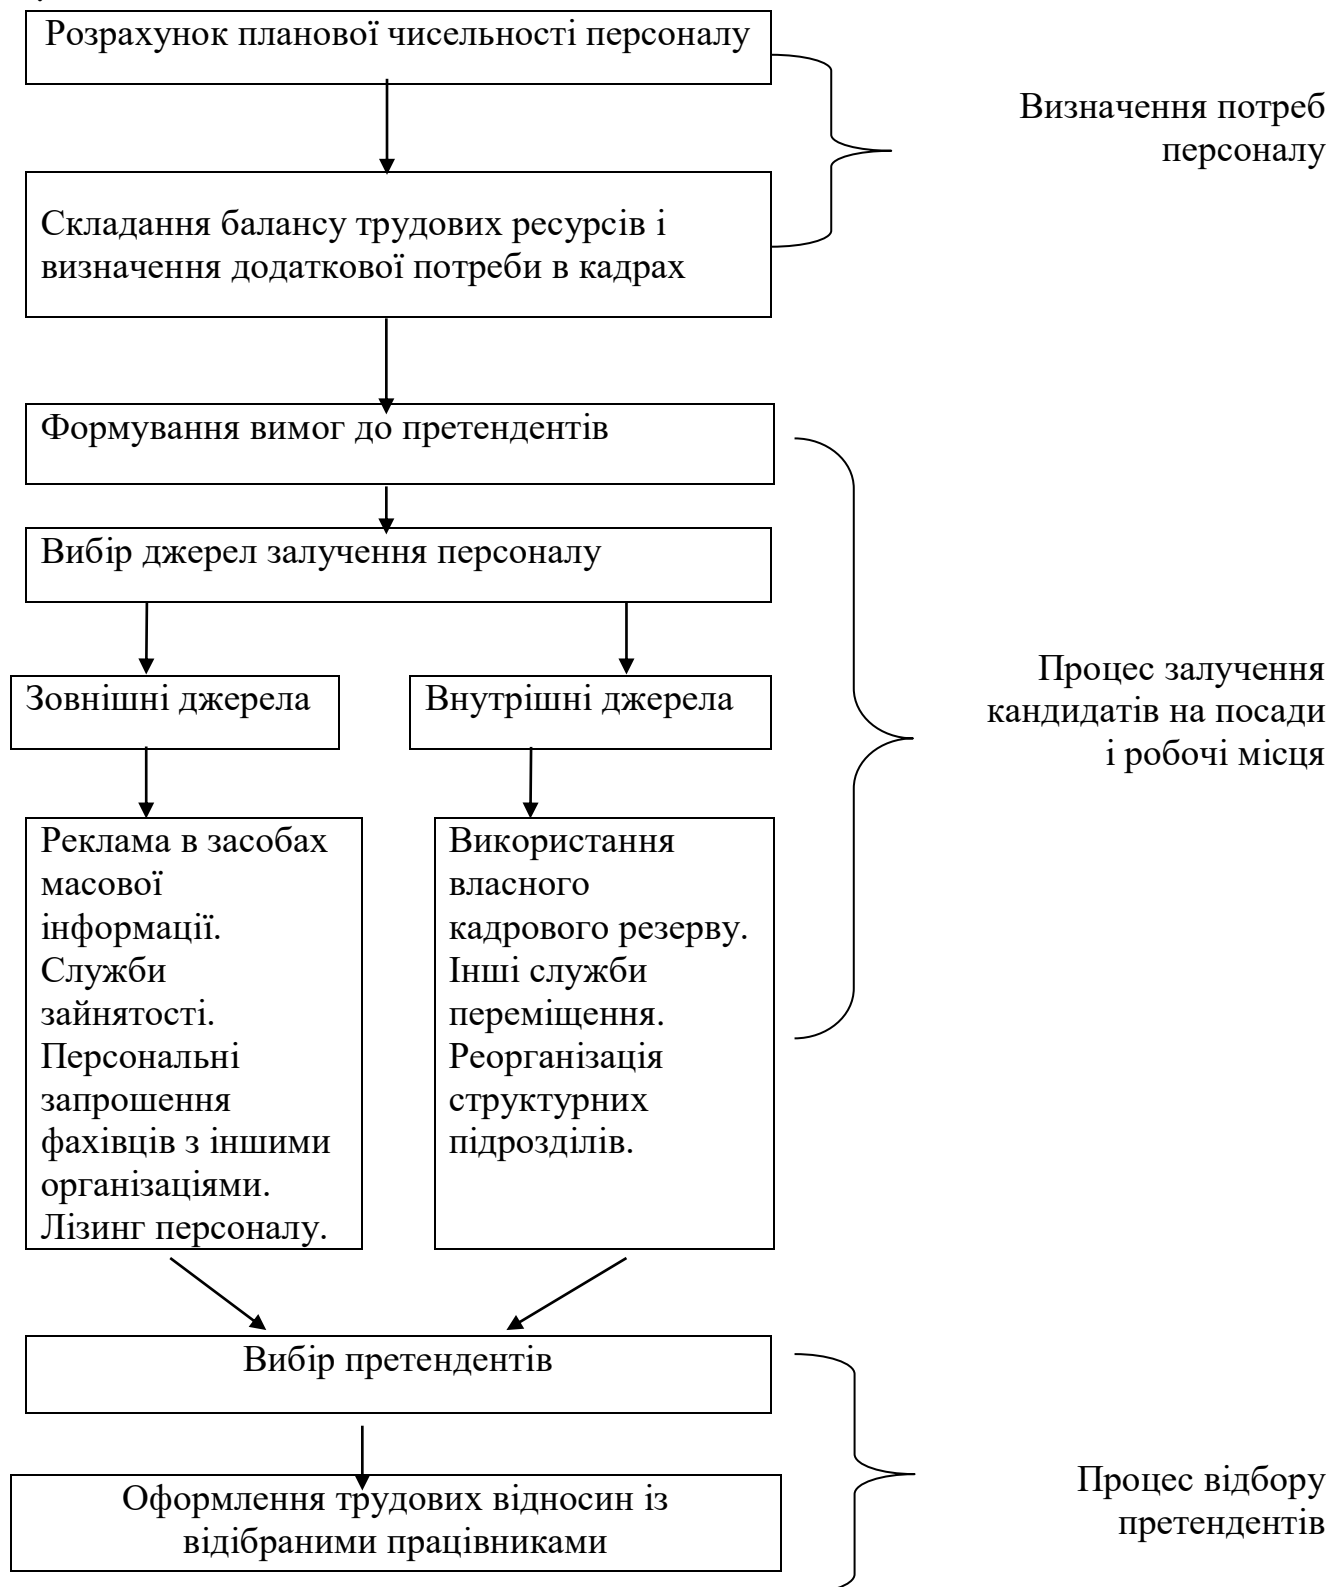 Розрахунок планової чисельності персоналу
Визначення потреб
персоналу
Складання балансу трудових ресурсів і
визначення додаткової потреби в кадрах
Формування вимог до претендентів
Вибір джерел залучення персоналу
Зовнішні джерела
Внутрішні джерела
Процес залучення
кандидатів на посади
і робочі місця
Реклама в засобах
масової
інформації.
Служби
зайнятості.
Персональні
запрошення
фахівців з іншими
організаціями.
Лізинг персоналу.
Використання
власного
кадрового резерву.
Інші служби
переміщення.
Реорганізація
структурних
підрозділів.
Вибір претендентів
Оформлення трудових відносин із
відібраними працівниками
Процес відбору
претендентів